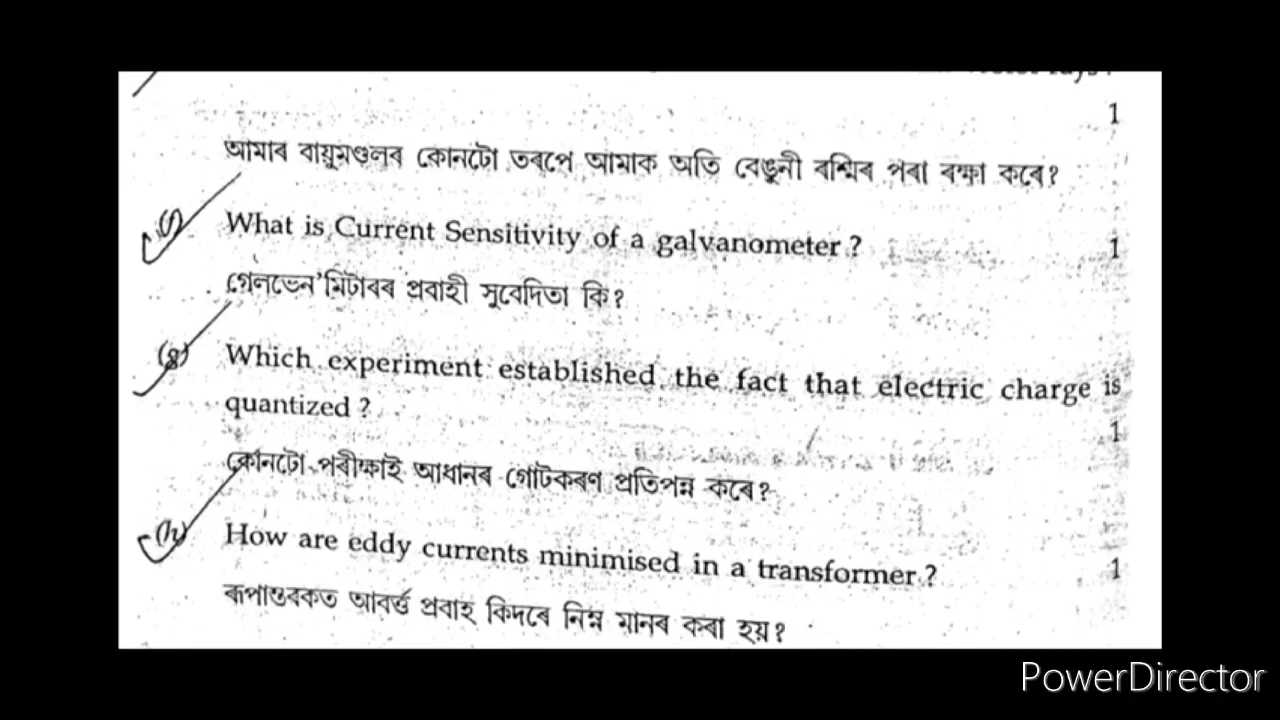 rays?
1
আমাৰ বায়ুমণ্ডলৰ কোনটো তৰপে আমাক অতি বেঙুনী ৰশ্মিৰ পৰা ৰক্ষা কৰে?
(f) What is Current Sensitivity of a galvanometer ? 1
গেলভেন'মিটাৰৰ প্ৰবাহী সুবেদিতা কি?
(g) Which experiment established the fact that electric charge is
quantized ? 1
কোনটো পৰীক্ষাই আধানৰ গোটকৰণ প্ৰতিপন্ন কৰে?
(h) How are eddy currents minimised in a transformer ? 1
ৰূপান্তৰকত আবৰ্ত্ত প্ৰবাহ কিদৰে নিম্ন মানৰ কৰা হয়?
PowerDirector